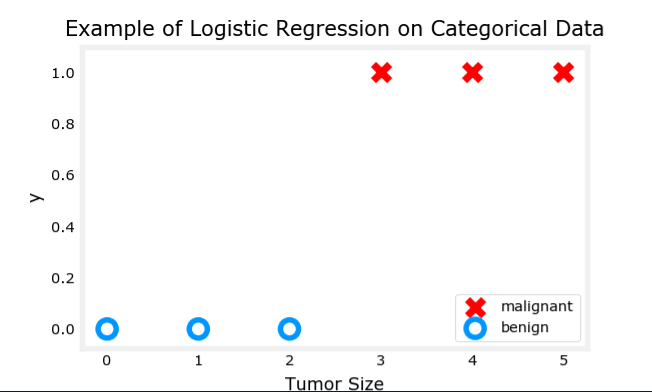 Example of Logistic Regression on Categorical Data
1.0
0.8
0.6
y
0.4
0.2
0.0
malignant
benign
0 1 2 3 4 5
Tumor Size